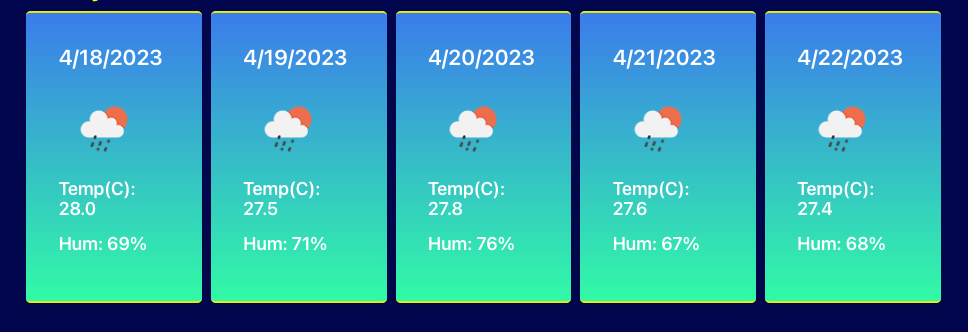 4/18/2023
Temp(C):
28.0
Hum: 69%
4/19/2023
Temp(C):
27.5
Hum: 71%
4/20/2023
Temp(C):
27.8
Hum: 76%
4/21/2023
Temp(C):
27.6
Hum: 67%
4/22/2023
Temp(C):
27.4
Hum: 68%